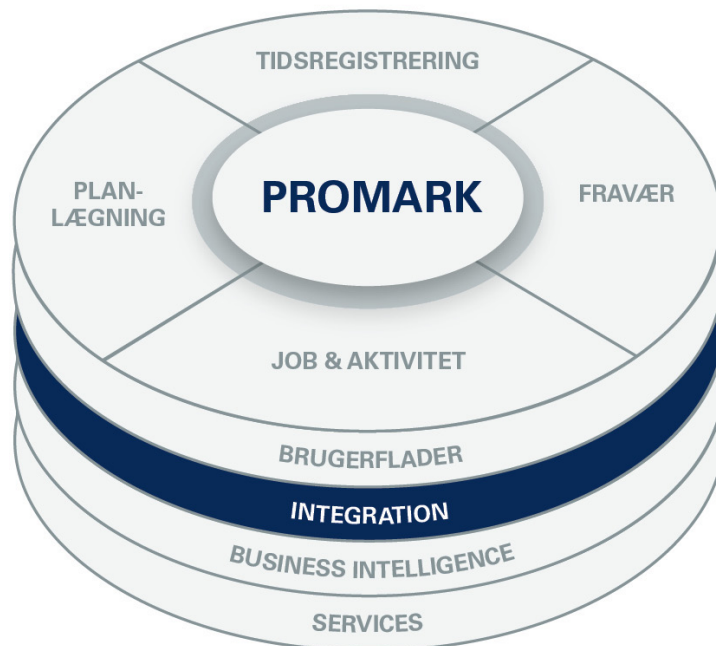 TIDSREGISTRERING
PLAN-
LÆGNING
PROMARK
FRAVÆR
JOB & AKTIVITET
BRUGERFLADER
INTEGRATION
BUSINESS INTELLIGENCE
SERVICES